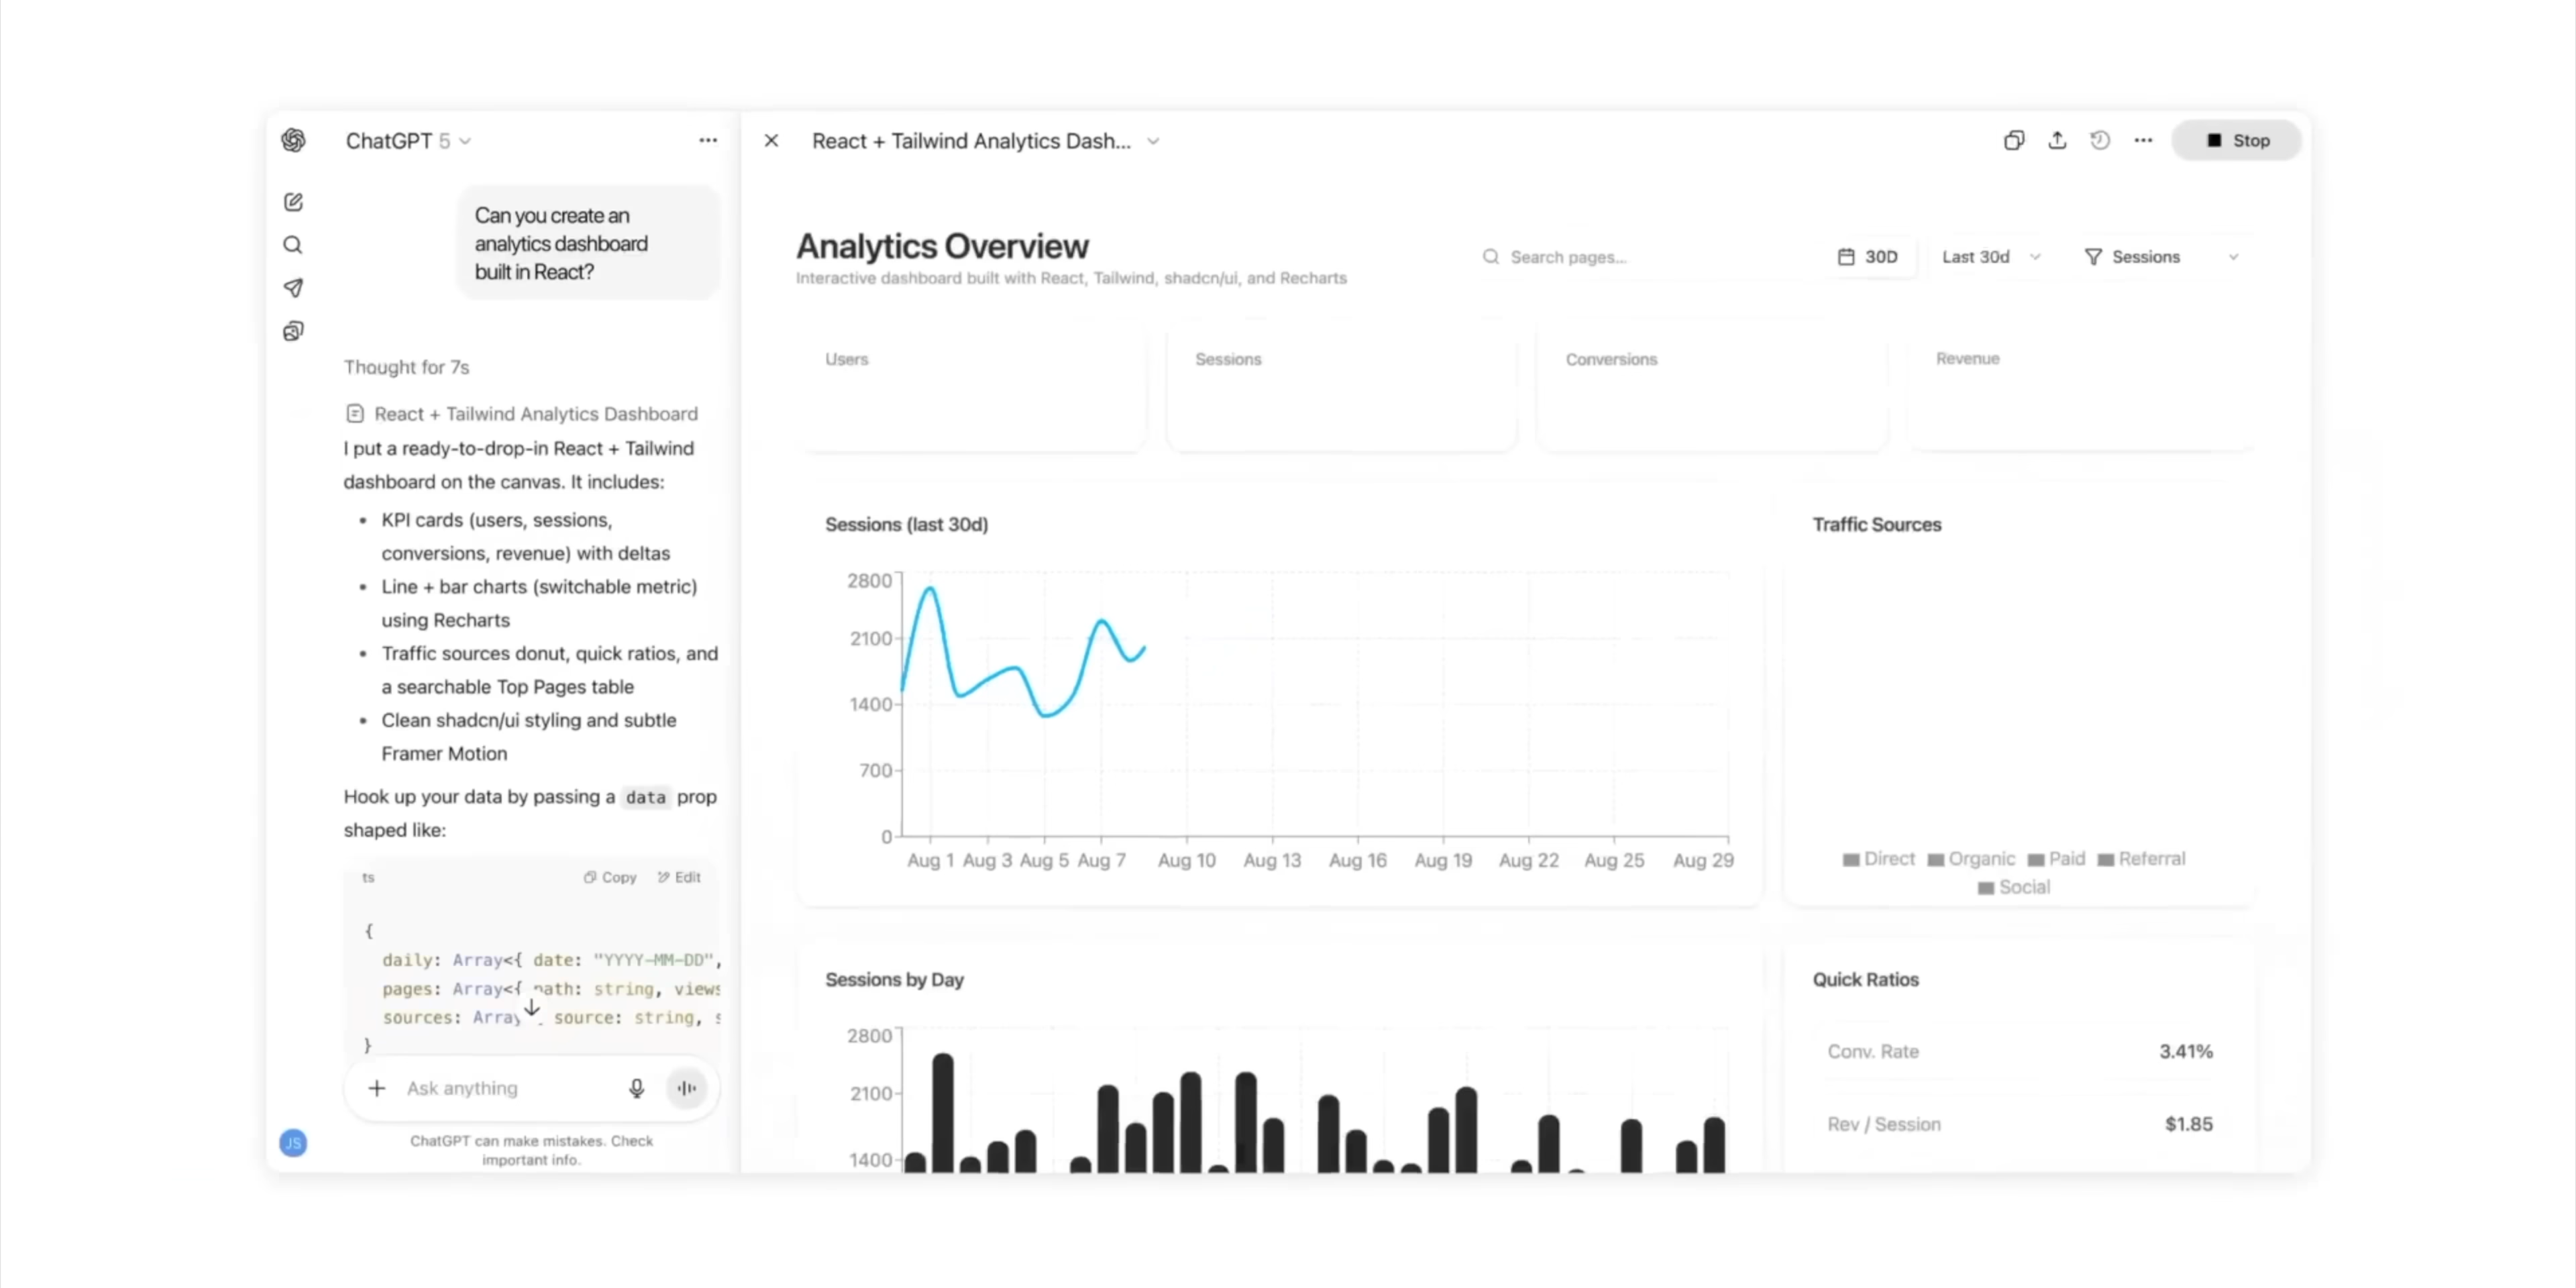 ChatGPT 5
Can you create an
analytics dashboard
built in React?
Thought for 7s
React + Tailwind Analytics Dashboard
I put a ready-to-drop-in React + Tailwind
dashboard on the canvas. It includes:
• KPI cards (users, sessions,
conversions, revenue) with deltas
• Line + bar charts (switchable metric)
using Recharts
• Traffic sources donut, quick ratios, and
a searchable Top Pages table
• Clean shadcn/ui styling and subtle
Framer Motion
Hook up your data by passing a data prop
shaped like:
ts Copy Edit
{
daily: Array<{ date: "YYYY-MM-DD",
pages: Array<{ path: string, views
sources: Array source: string, s
}
Ask anything
JS
ChatGPT can make mistakes. Check
important info.
React + Tailwind Analytics Dash...
Stop
Analytics Overview
Interactive dashboard built with React, Tailwind, shadcn/ui, and Recharts
Search pages...
30D
Last 30d
Sessions
Users
Sessions
Conversions
Revenue
Sessions (last 30d)
2800
2100
1400
700
0
Aug 1 Aug 3 Aug 5 Aug 7 Aug 10 Aug 13 Aug 16 Aug 19 Aug 22 Aug 25 Aug 29
Traffic Sources
Direct Organic Paid Referral
Social
Sessions by Day
2800
2100
1400
Quick Ratios
Conv. Rate 3.41%
Rev / Session $1.85